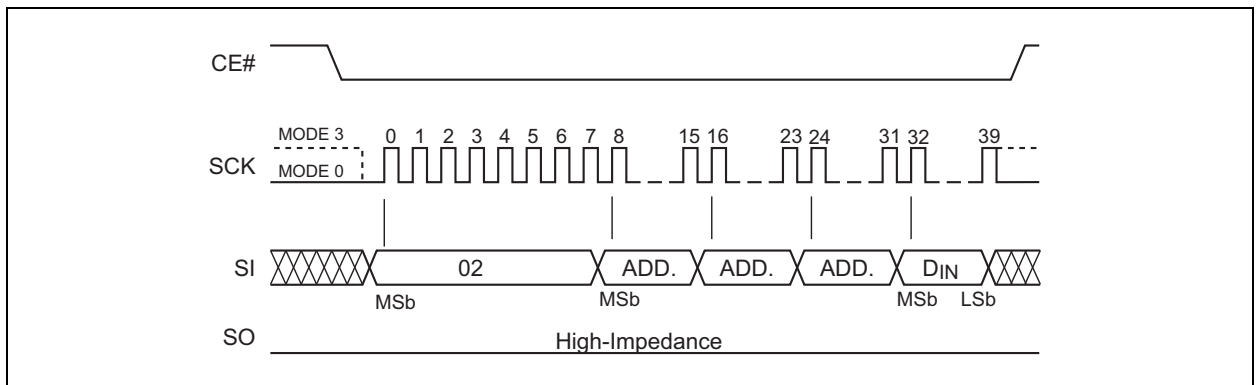 CE#
MODE 3
0 1 2 3 4 5 6 7 8 15 16 23 24 31 32 39
SCK
MODE 0
SI
02 ADD. ADD. ADD. DIN
MSb MSb MSb LSb
SO
High-Impedance